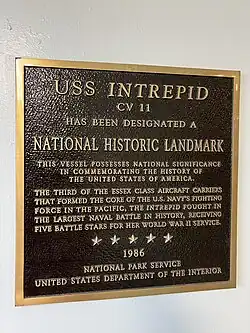 USS INTREPID
CV 11
HAS BEEN DESIGNATED A
NATIONAL HISTORIC LANDMARK
THIS VESSEL POSSESSES NATIONAL SIGNIFICANCE
IN COMMEMORATING THE HISTORY OF
THE UNITED STATES OF AMERICA.
THE THIRD OF THE ESSEX CLASS AIRCRAFT CARRIERS
THAT FORMED THE CORE OF THE U.S. NAVY'S FIGHTING
FORCE IN THE PACIFIC, THE INTREPID FOUGHT IN
THE LARGEST NAVAL BATTLE IN HISTORY, RECEIVING
FIVE BATTLE STARS FOR HER WORLD WAR II SERVICE.
1986
NATIONAL PARK SERVICE
UNITED STATES DEPARTMENT OF THE INTERIOR